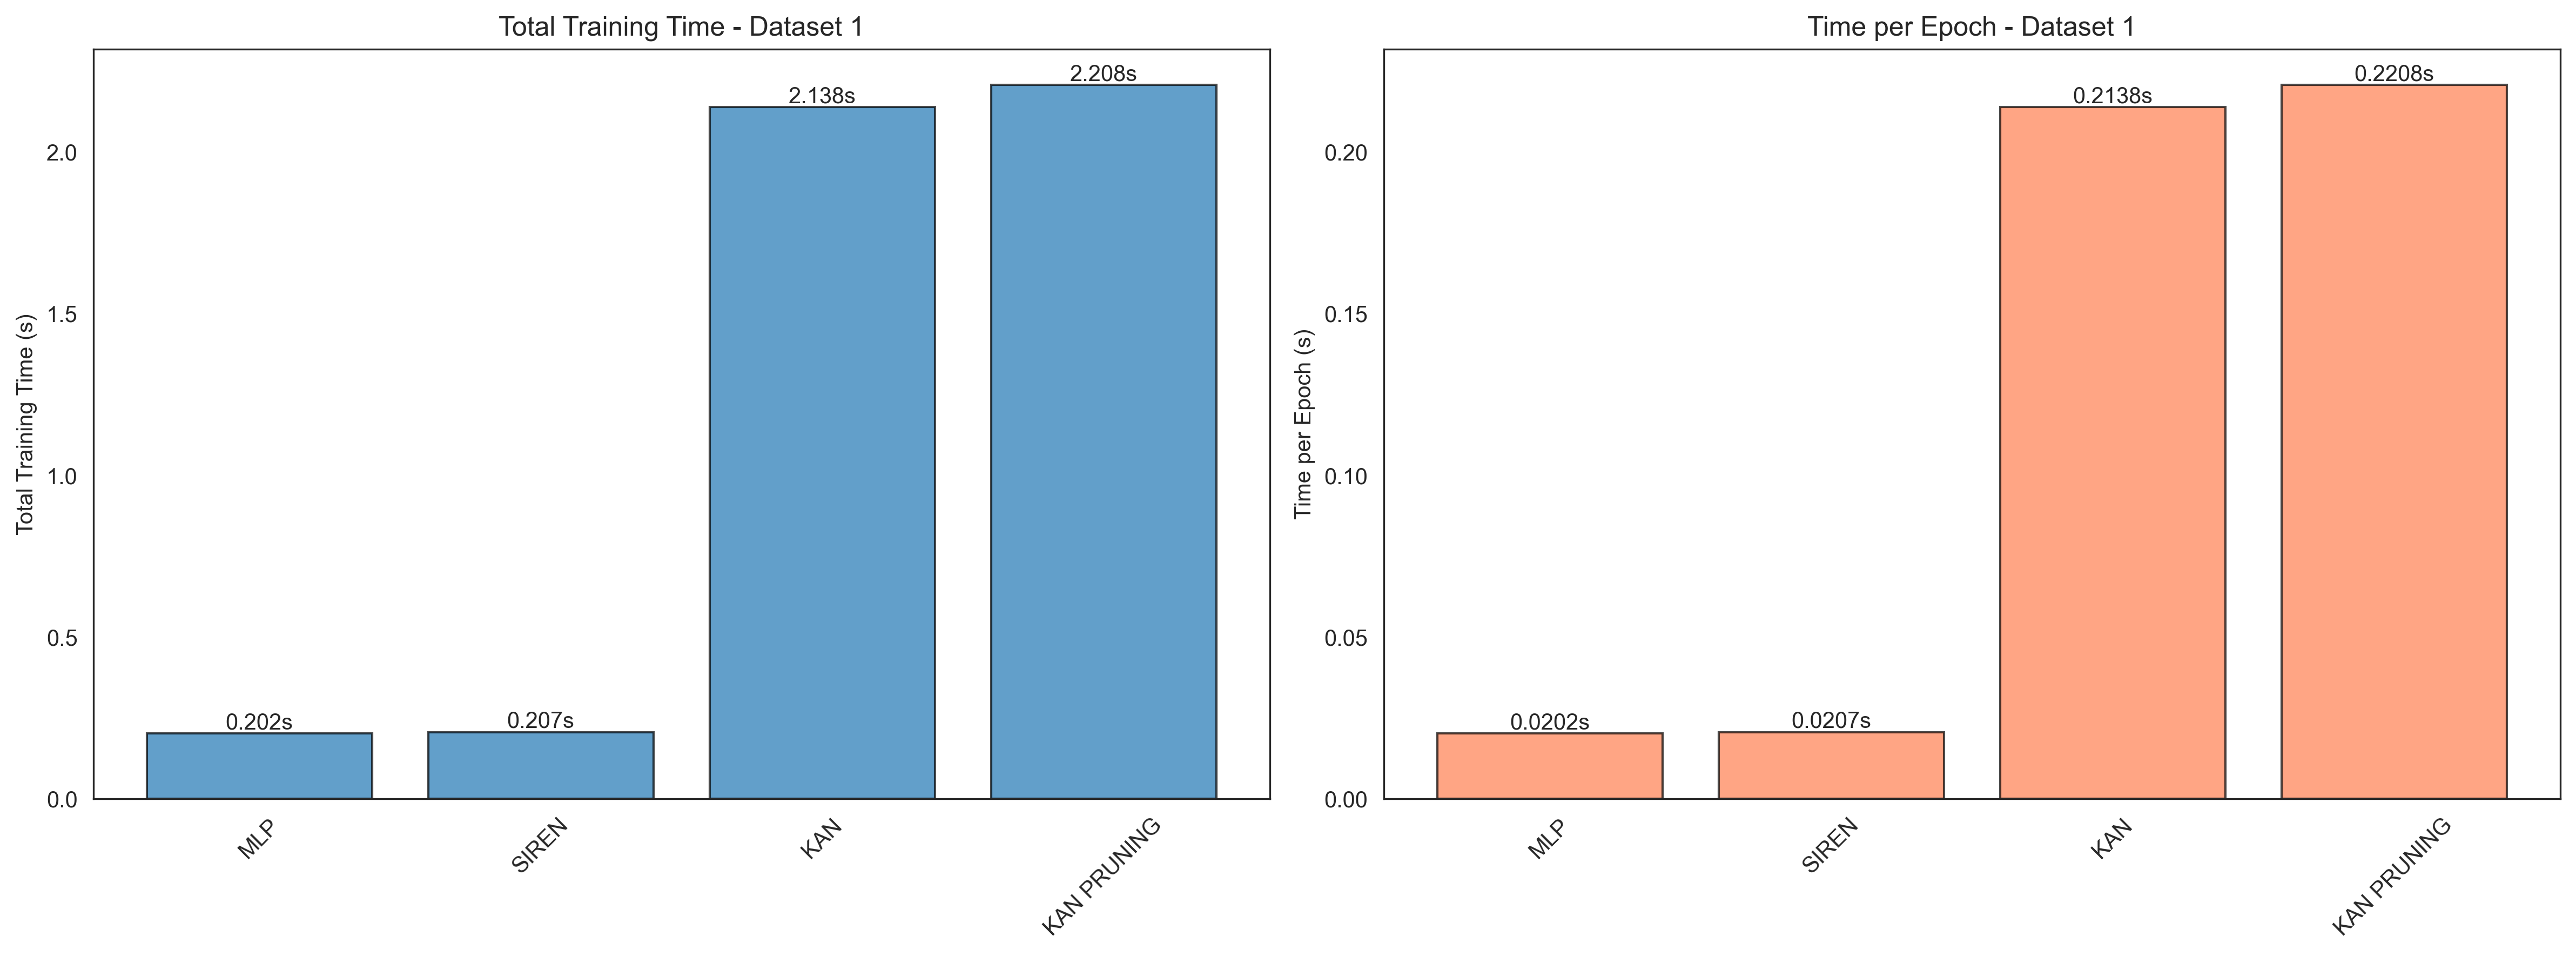 Total Training Time - Dataset 1
Total Training Time (s)
2.0
1.5
1.0
0.5
0.0
0.202s
0.207s
2.138s
2.208s
MLP
SIREN
KAN
KAN PRUNING
Time per Epoch - Dataset 1
Time per Epoch (s)
0.20
0.15
0.10
0.05
0.00
0.0202s
0.0207s
0.2138s
0.2208s
MLP
SIREN
KAN
KAN PRUNING